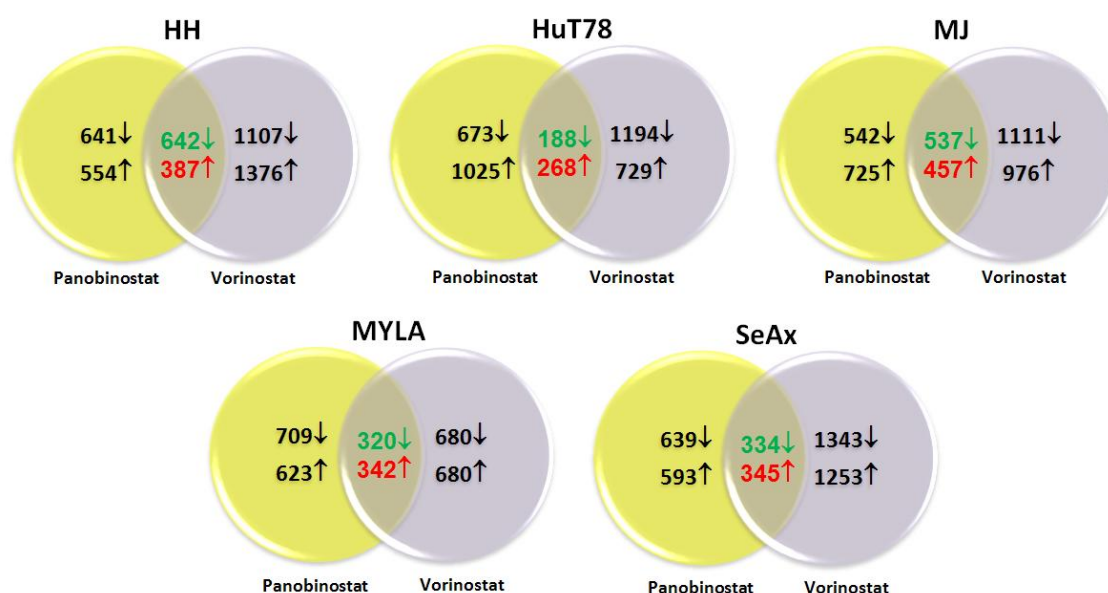 HH
641↓ 642↓ 1107↓
554↑ 387↑ 1376↑
Panobinostat Vorinostat
HuT78
673↓ 188↓ 1194↓
1025↑ 268↑ 729↑
Panobinostat Vorinostat
MJ
542↓ 537↓ 1111↓
725↑ 457↑ 976↑
Panobinostat Vorinostat
MYLA
709↓ 320↓ 680↓
623↑ 342↑ 680↑
Panobinostat Vorinostat
SeAx
639↓ 334↓ 1343↓
593↑ 345↑ 1253↑
Panobinostat Vorinostat